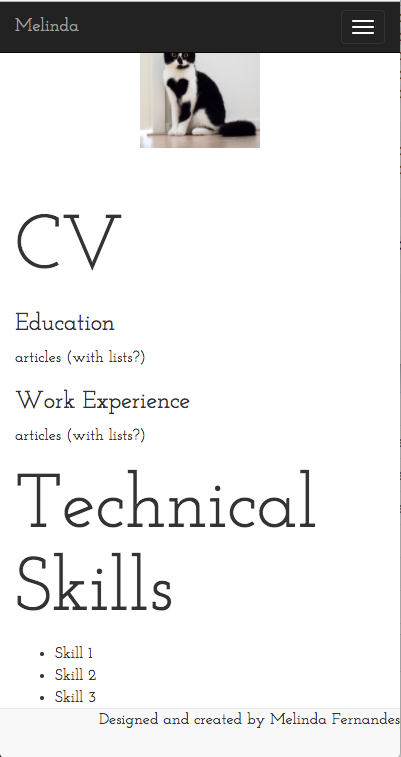 Melinda
CV
Education
articles (with lists?)
Work Experience
articles (with lists?)
Technical
Skills
Skill 1
Skill 2
Skill 3
Designed and created by Melinda Fernandes